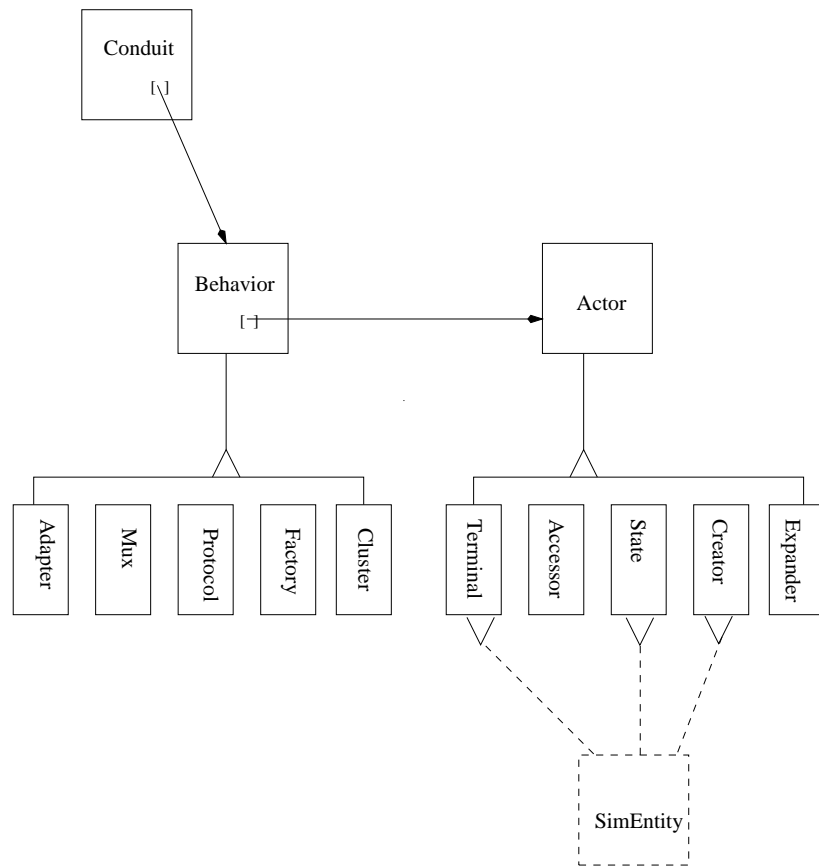 Conduit
[ ]
Behavior
[ ]
Actor
Adapter
Mux
Protocol
Factory
Cluster
Terminal
Accessor
State
Creator
Expander
SimEntity